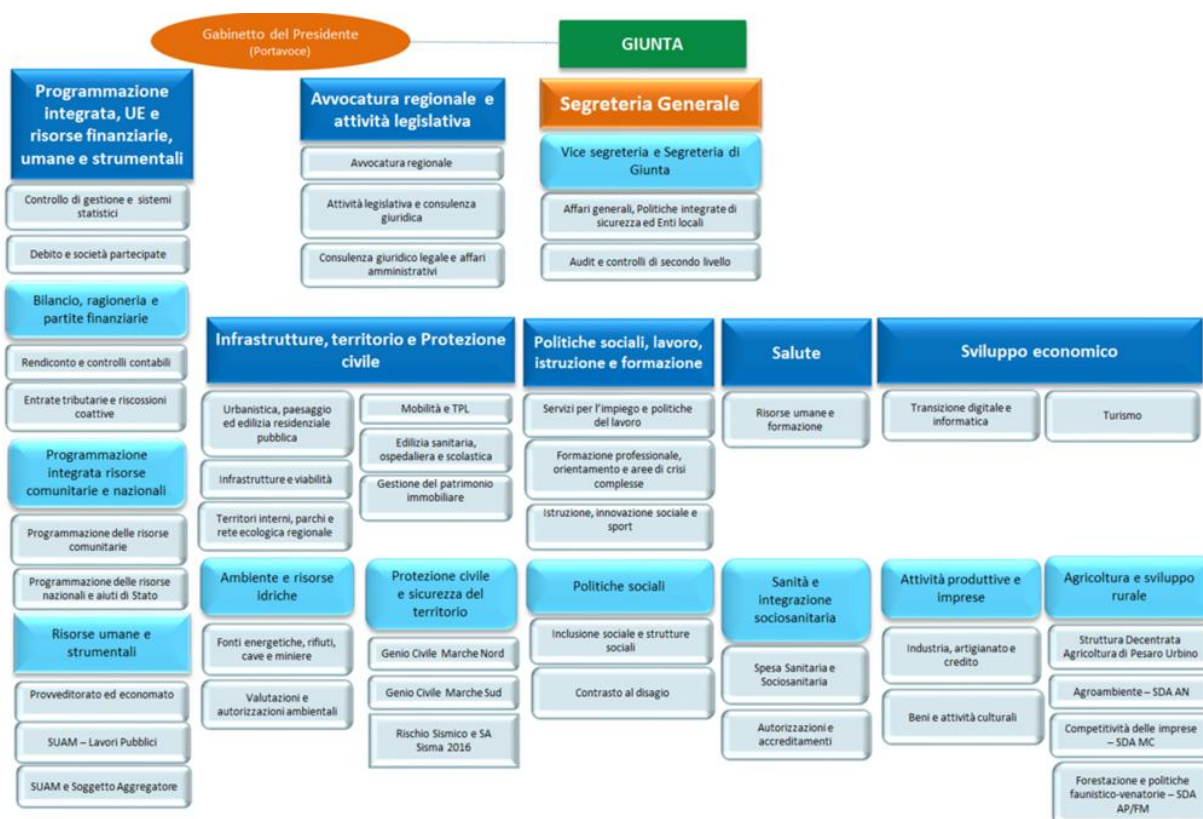 Gabinetto del Presidente
(Portavoce)
GIUNTA
Programmazione
integrata, UE e
risorse finanziarie,
umane e strumentali
Controllo di gestione e sistemi
statistici
Debito e società partecipate
Bilancio, ragioneria e
partite finanziarie
Rendiconto e controlli contabili
Entrate tributarie e riscossioni
coattive
Programmazione
integrata risorse
comunitarie e nazionali
Programmazione delle risorse
comunitarie
Programmazione delle risorse
nazionali e aiuti di Stato
Risorse umane e
strumentali
Provveditorato ed economato
SUAM – Lavori Pubblici
SUAM e Soggetto Aggregatore
Avvocatura regionale e
attività legislativa
Avvocatura regionale
Attività legislativa e consulenza
giuridica
Consulenza giuridico legale e affari
amministrativi
Segreteria Generale
Vice segreteria e Segreteria di
Giunta
Affari generali, Politiche integrate di
sicurezza ed Enti locali
Audit e controlli di secondo livello
Infrastrutture, territorio e Protezione
civile
Urbanistica, paesaggio
ed edilizia residenziale
pubblica
Infrastrutture e viabilità
Territori interni, parchi e
rete ecologica regionale
Mobilità e TPL
Edilizia sanitaria,
ospedaliera e scolastica
Gestione del patrimonio
immobiliare
Ambiente e risorse
idriche
Fonti energetiche, rifiuti,
cave e miniere
Valutazioni e
autorizzazioni ambientali
Protezione civile
e sicurezza del
territorio
Genio Civile Marche Nord
Genio Civile Marche Sud
Rischio Sismico e SA
Sisma 2016
Politiche sociali, lavoro,
istruzione e formazione
Servizi per l'impiego e politiche
del lavoro
Formazione professionale,
orientamento e aree di crisi
complesse
Istruzione, innovazione sociale e
sport
Politiche sociali
Inclusione sociale e strutture
sociali
Contrasto al disagio
Salute
Risorse umane e
formazione
Sanità e
integrazione
sociosanitaria
Spesa Sanitaria e
Sociosanitaria
Autorizzazioni e
accreditamenti
Sviluppo economico
Transizione digitale e
informatica
Turismo
Attività produttive e
imprese
Industria, artigianato e
credito
Beni e attività culturali
Agricoltura e sviluppo
rurale
Struttura Decentrata
Agricoltura di Pesaro Urbino
Agroambiente – SDA AN
Competitività delle imprese
– SDA MC
Forestazione e politiche
faunistico-venatorie – SDA
AP/FM